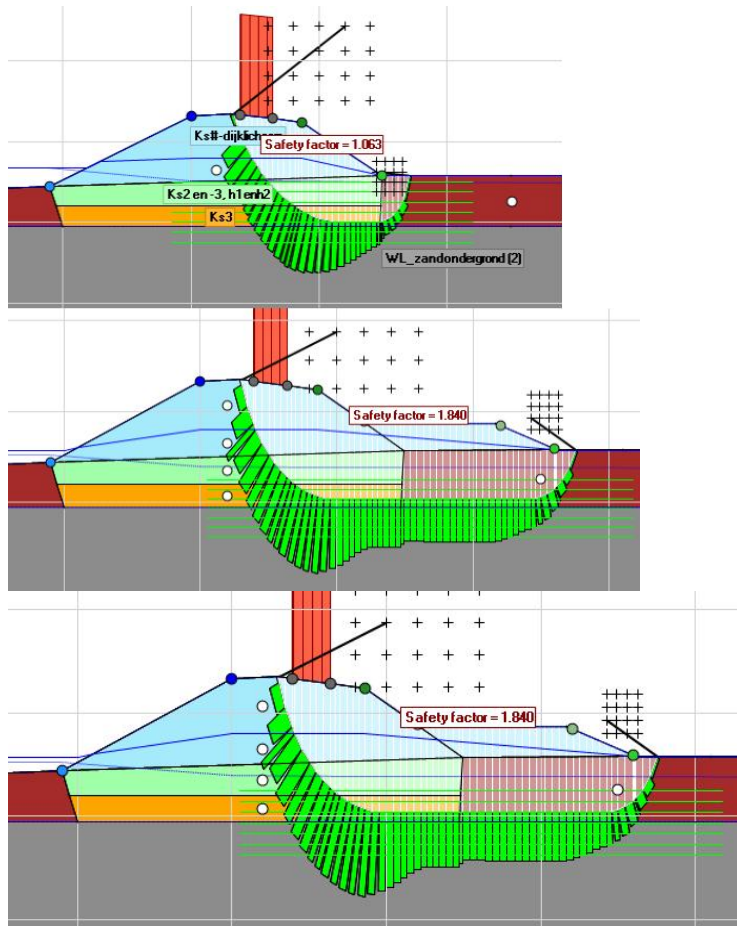 Ks#-dijklichaam
Safety factor = 1.063
Ks2 en -3, h1enh2
Ks3
WL_zandondergrond (2)
Safety factor = 1.840
Safety factor = 1.840